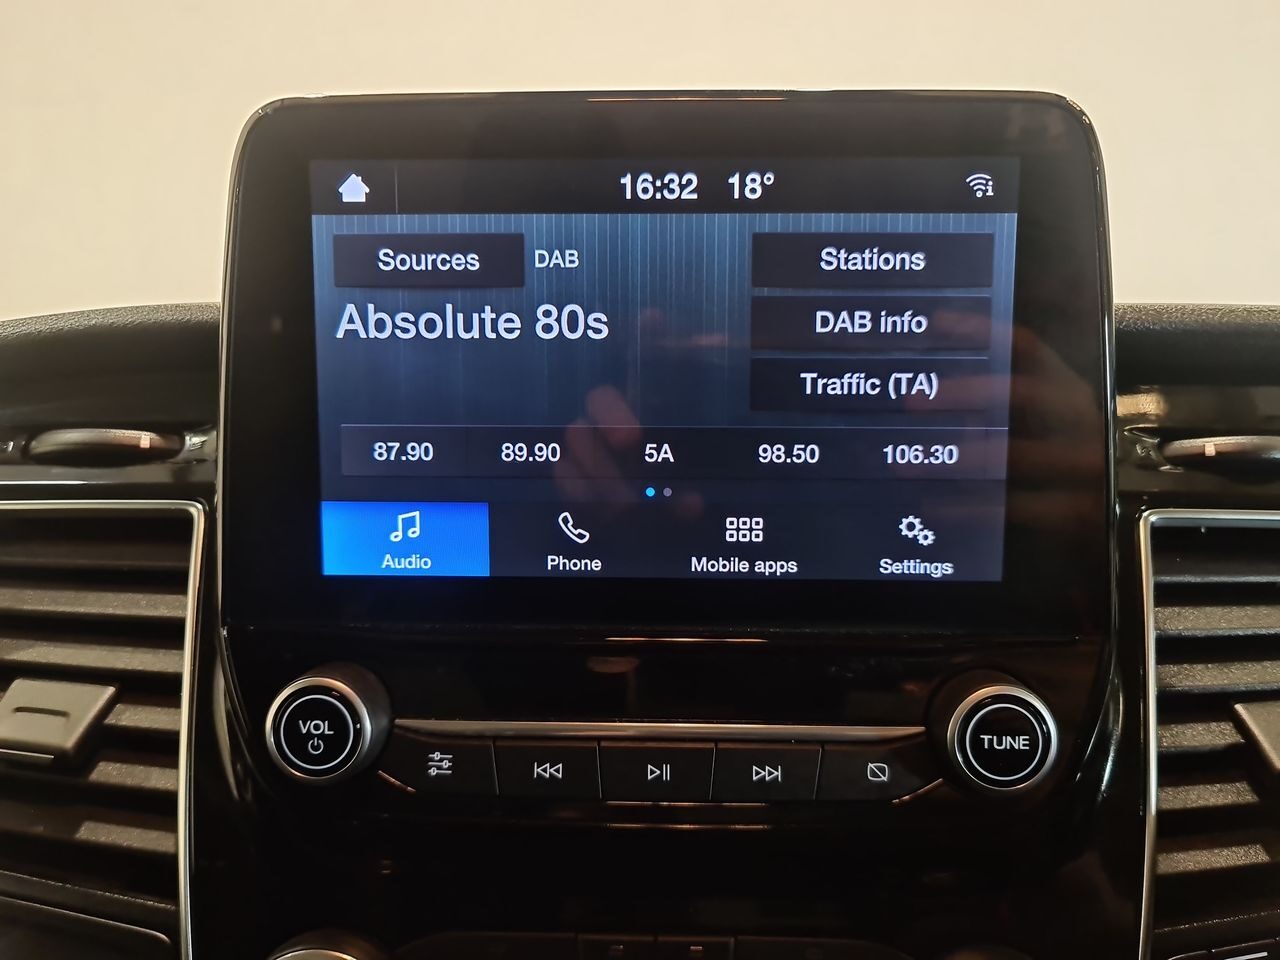 16:32 18°
Sources DAB Stations
Absolute 80s DAB info
Traffic (TA)
87.90 89.90 5A 98.50 106.30
Audio Phone Mobile apps Settings
VOL TUNE